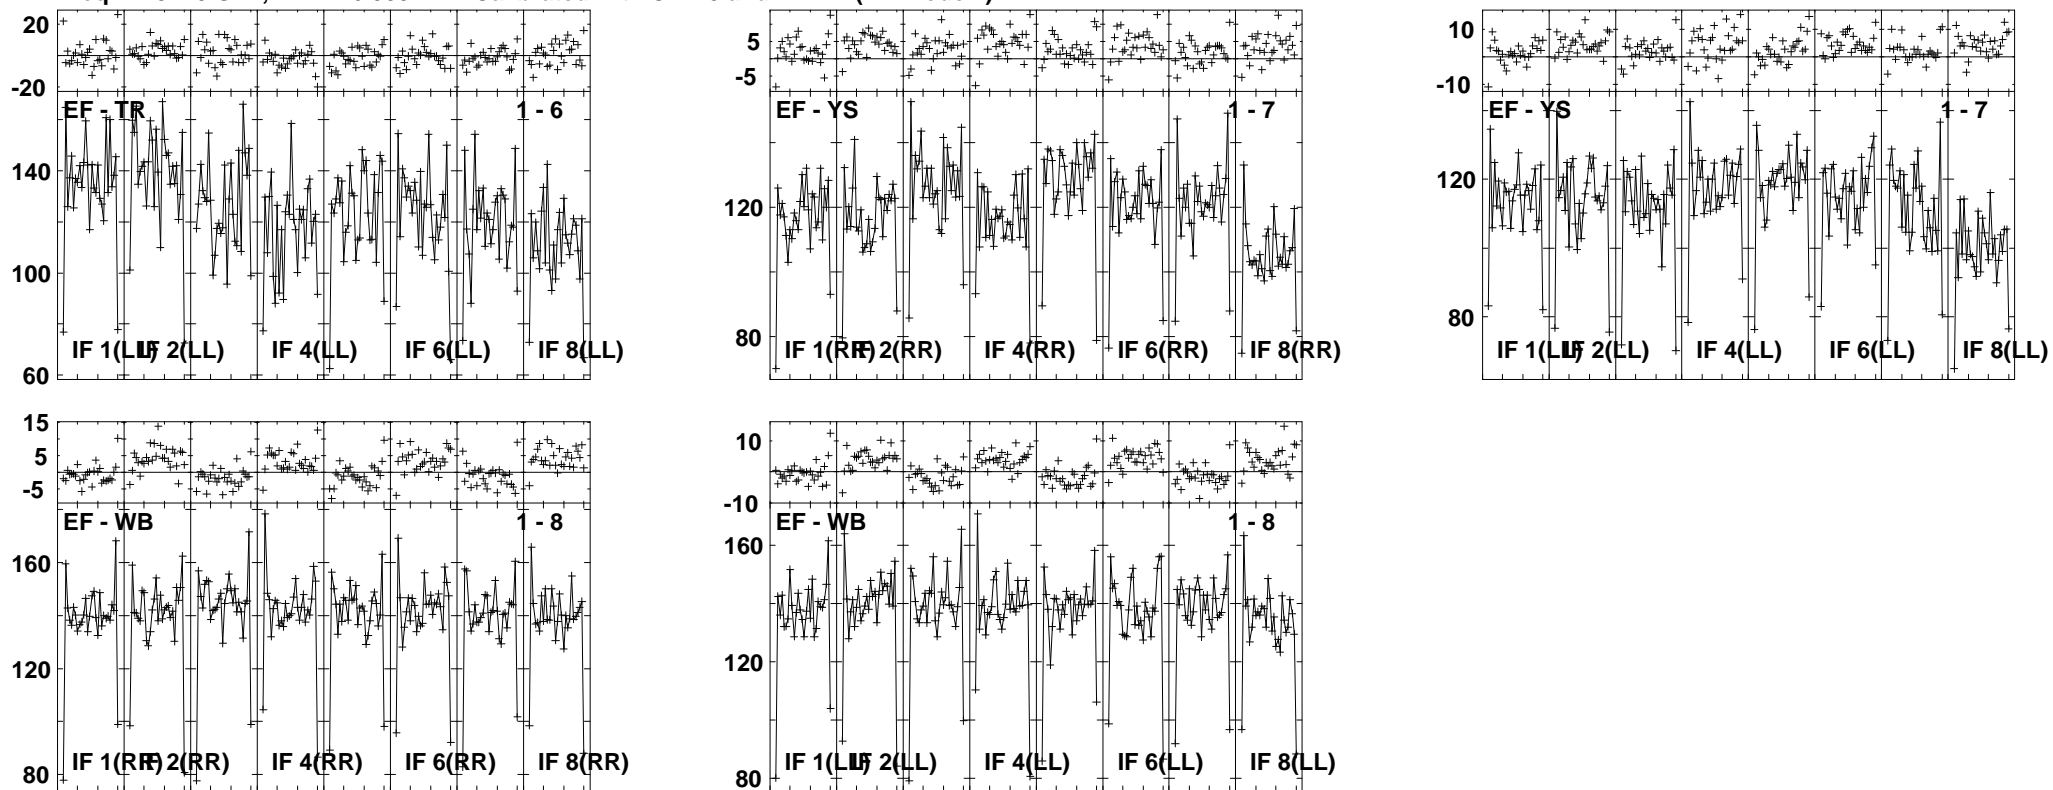 20
-20
EF - TR 1 - 6
140
100
60
IF 1(LL) IF 2(LL) IF 4(LL) IF 6(LL) IF 8(LL)
5
-5
EF - YS 1 - 7
120
80
IF 1(RR) IF 2(RR) IF 4(RR) IF 6(RR) IF 8(RR)
10
-10
EF - YS 1 - 7
120
80
IF 1(LL) IF 2(LL) IF 4(LL) IF 6(LL) IF 8(LL)
15
5
-5
EF - WB 1 - 8
160
120
80
IF 1(RR) IF 2(RR) IF 4(RR) IF 6(RR) IF 8(RR)
10
-10
EF - WB 1 - 8
160
120
80
IF 1(LL) IF 2(LL) IF 4(LL) IF 6(LL) IF 8(LL)